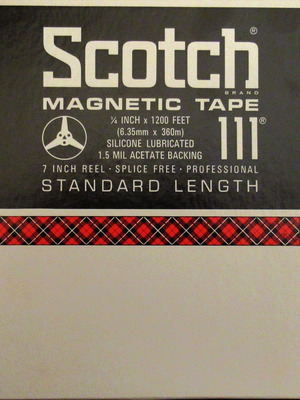 Scotch®
BRAND
MAGNETIC TAPE
¼ INCH x 1200 FEET
(6.35mm x 360m)
SILICONE LUBRICATED
1.5 MIL ACETATE BACKING
111®
7 INCH REEL - SPLICE FREE - PROFESSIONAL
STANDARD LENGTH